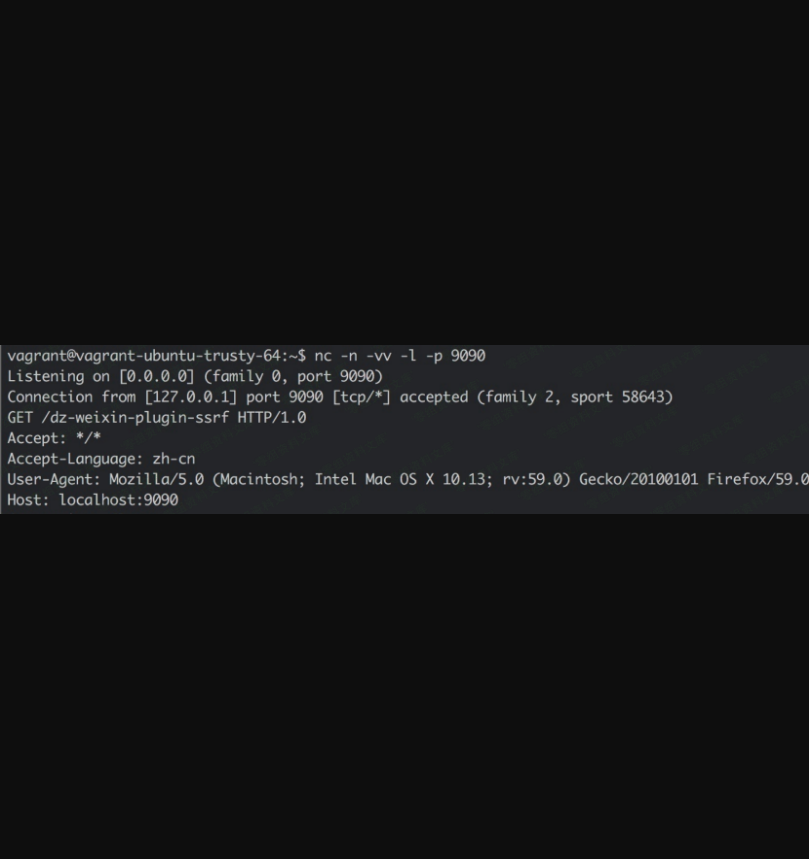 vagrant@vagrant-ubuntu-trusty-64:~$ nc -n -vv -l -p 9090
Listening on [0.0.0.0] (family 0, port 9090)
Connection from [127.0.0.1] port 9090 [tcp/*] accepted (family 2, sport 58643)
GET /dz-weixin-plugin-ssrf HTTP/1.0
Accept: */*
Accept-Language: zh-cn
User-Agent: Mozilla/5.0 (Macintosh; Intel Mac OS X 10.13; rv:59.0) Gecko/20100101 Firefox/59.0
Host: localhost:9090